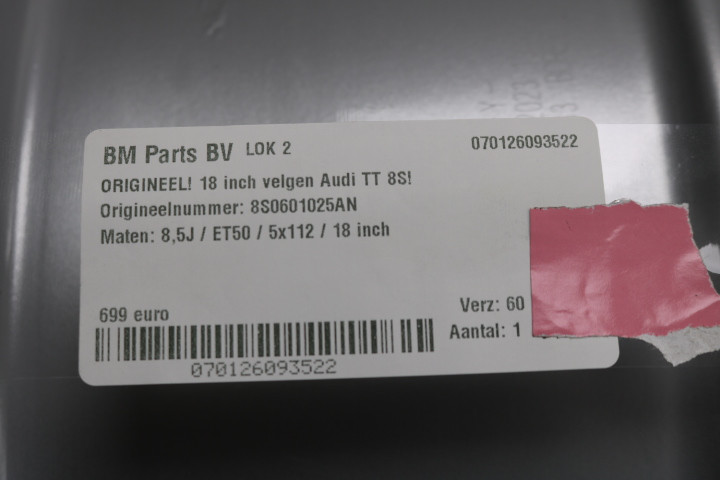 BM Parts BV LOK 2 070126093522
ORIGINEEL! 18 inch velgen Audi TT 8S!
Origineelnummer: 8S0601025AN
Maten: 8,5J / ET50 / 5x112 / 18 inch
699 euro Verz: 60
Aantal: 1
070126093522
2023